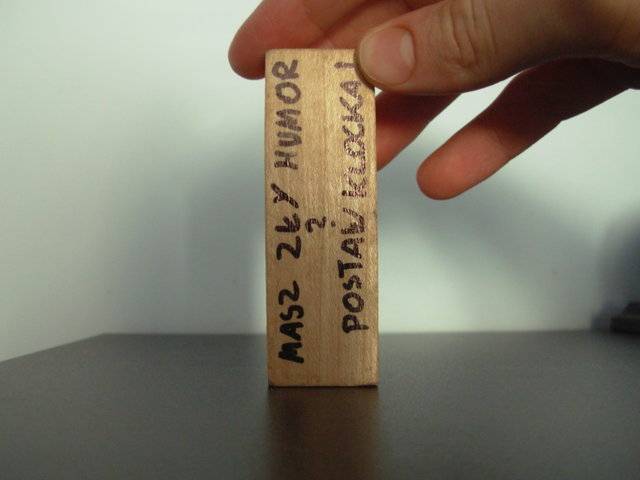 MASZ ZŁY HUMOR
?
POSTAW KLOCKA!